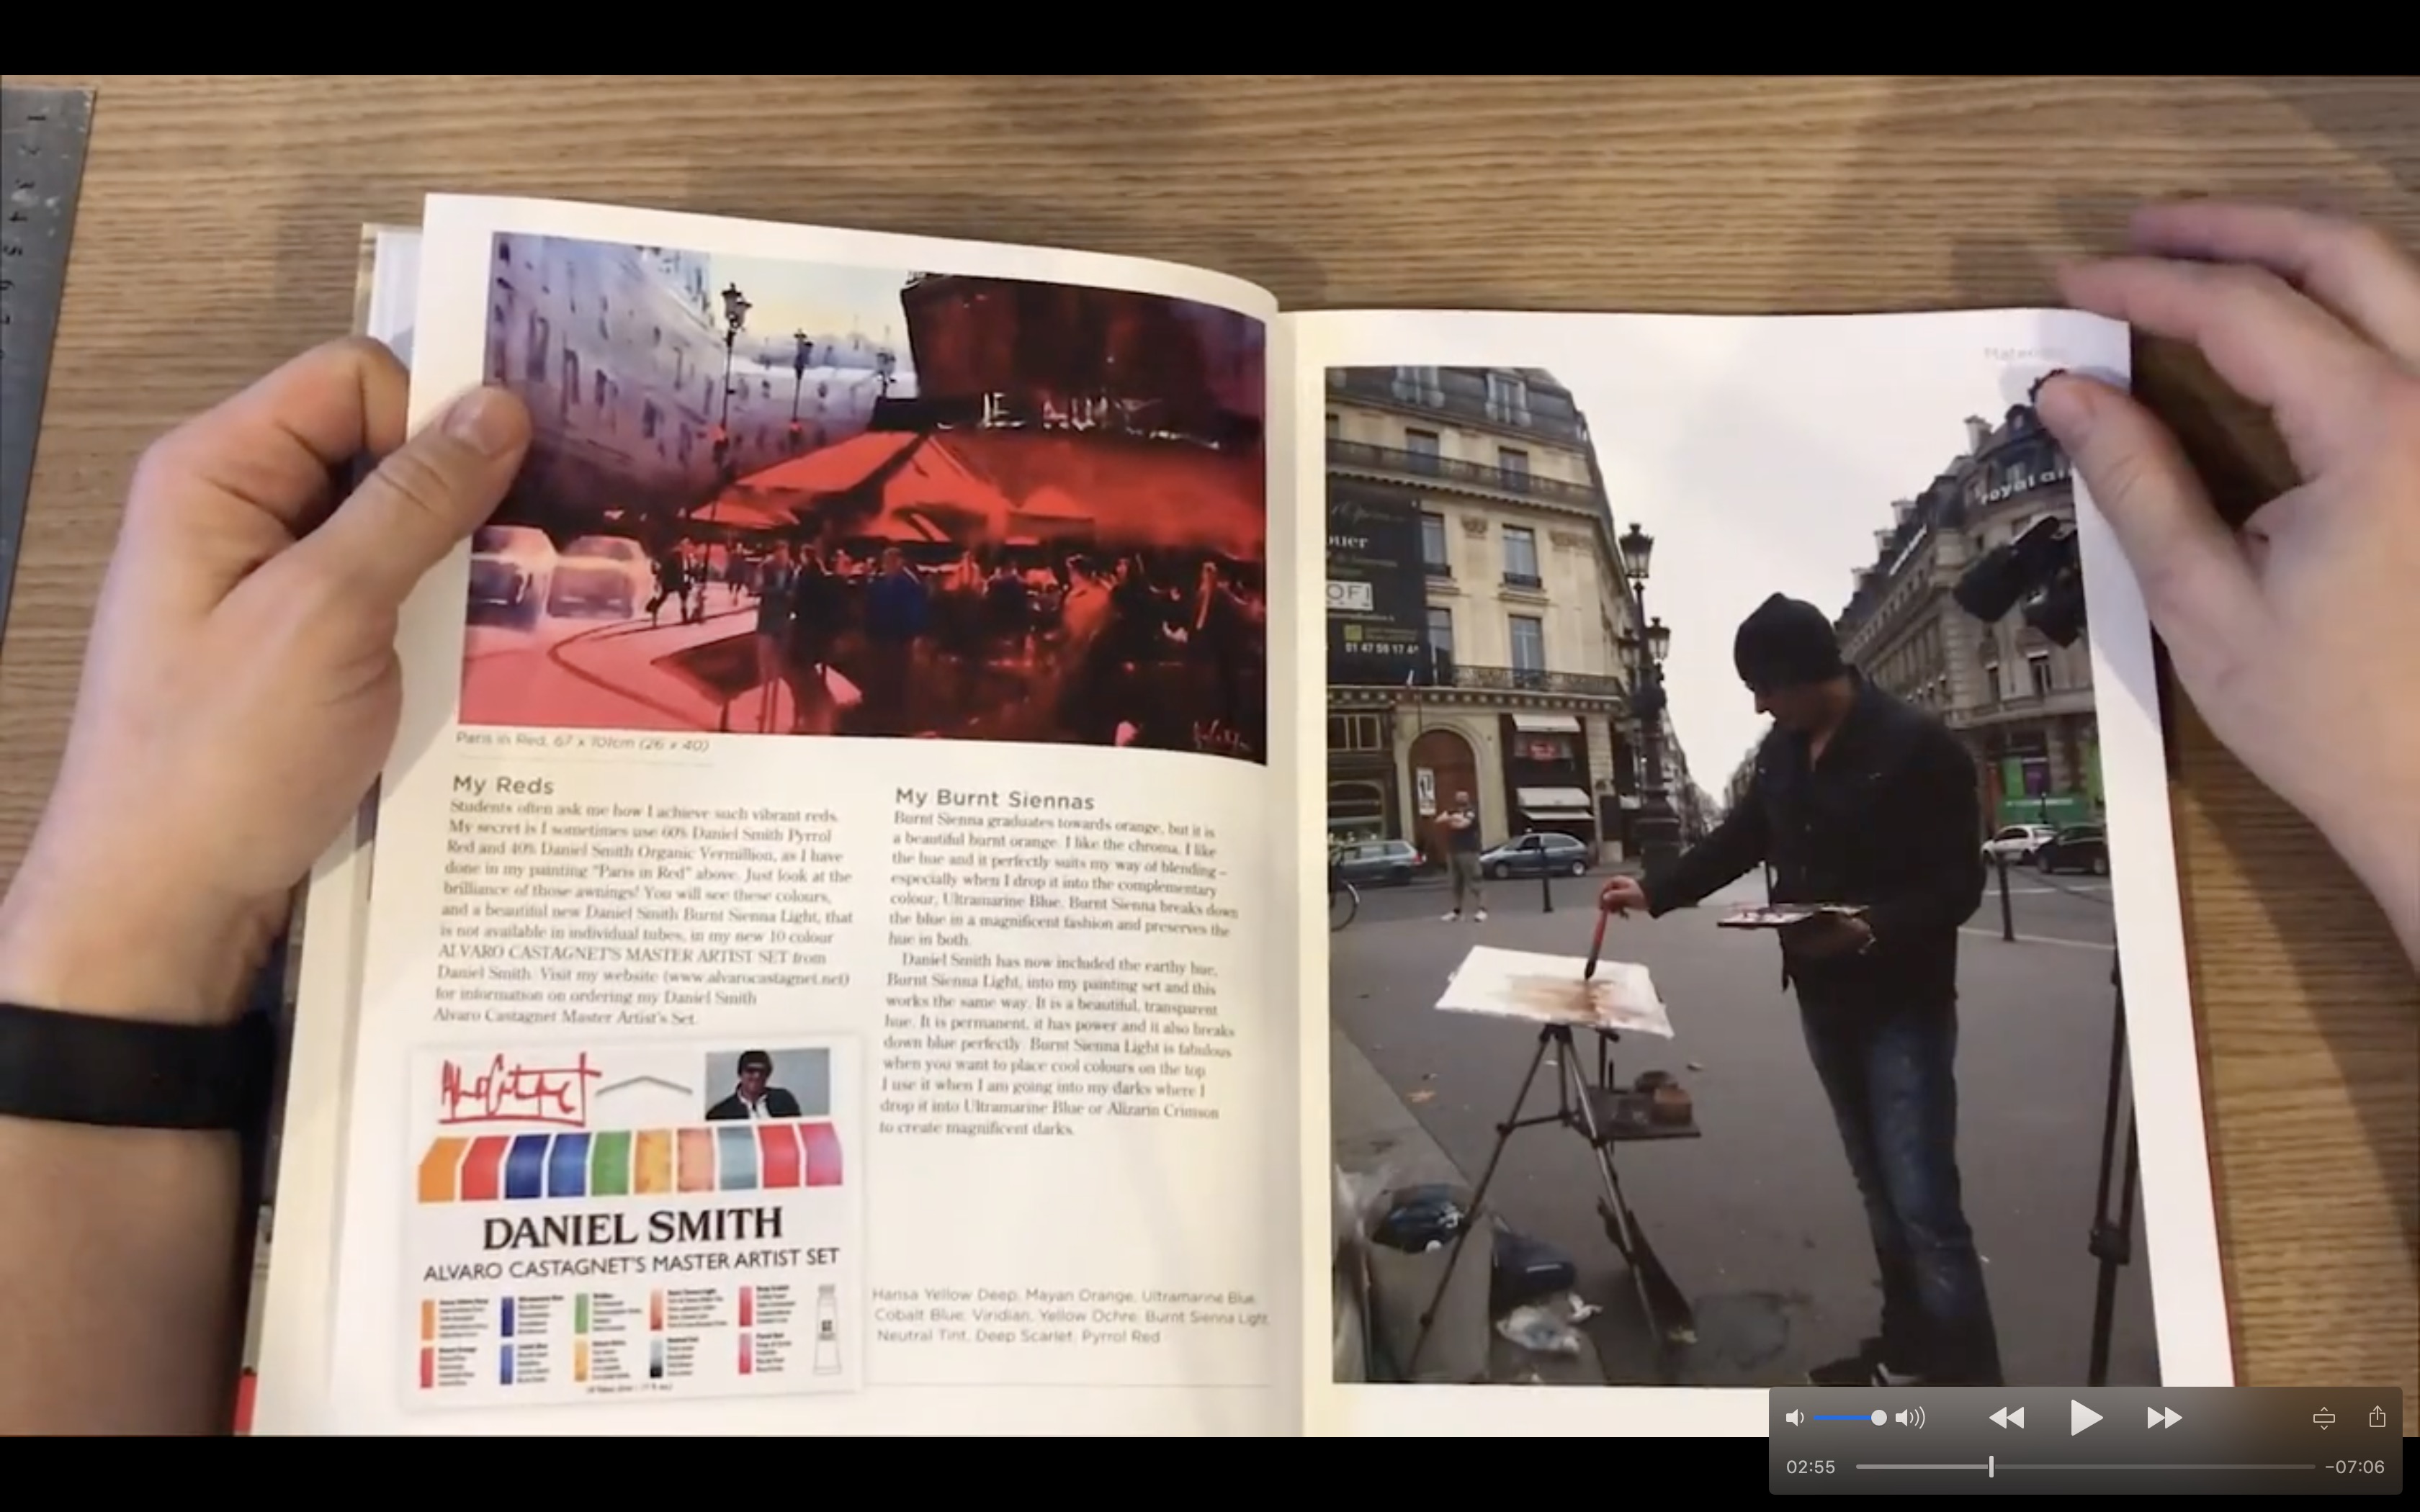 Paris in Red, 67 x 101cm (26 x 40)
My Reds
Students often ask me how I achieve such vibrant reds.
My secret is I sometimes use 60% Daniel Smith Pyrrol
Red and 40% Daniel Smith Organic Vermillion, as I have
done in my painting "Paris in Red" above. Just look at the
brilliance of those awnings! You will see these colours,
and a beautiful new Daniel Smith Burnt Sienna Light, that
is not available in individual tubes, in my new 10 colour
ALVARO CASTAGNET'S MASTER ARTIST SET from
Daniel Smith. Visit my website (www.alvarocastagnet.net)
for information on ordering my Daniel Smith
Alvaro Castagnet Master Artist's Set.
DANIEL SMITH
ALVARO CASTAGNET'S MASTER ARTIST SET
My Burnt Siennas
Burnt Sienna graduates towards orange, but it is
a beautiful burnt orange. I like the chroma, I like
the hue and it perfectly suits my way of blending –
especially when I drop it into the complementary
colour, Ultramarine Blue. Burnt Sienna breaks down
the blue in a magnificent fashion and preserves the
hue in both.
Daniel Smith has now included the earthy hue,
Burnt Sienna Light, into my painting set and this
works the same way. It is a beautiful, transparent
hue. It is permanent, it has power and it also breaks
down blue perfectly. Burnt Sienna Light is fabulous
when you want to place cool colours on the top
I use it when I am going into my darks where I
drop it into Ultramarine Blue or Alizarin Crimson
to create magnificent darks.
Hansa Yellow Deep, Mayan Orange, Ultramarine Blue,
Cobalt Blue, Viridian, Yellow Ochre, Burnt Sienna Light,
Neutral Tint, Deep Scarlet, Pyrrol Red
royal
uer
OFI
01 47 59 17 4
02:55
-07:06